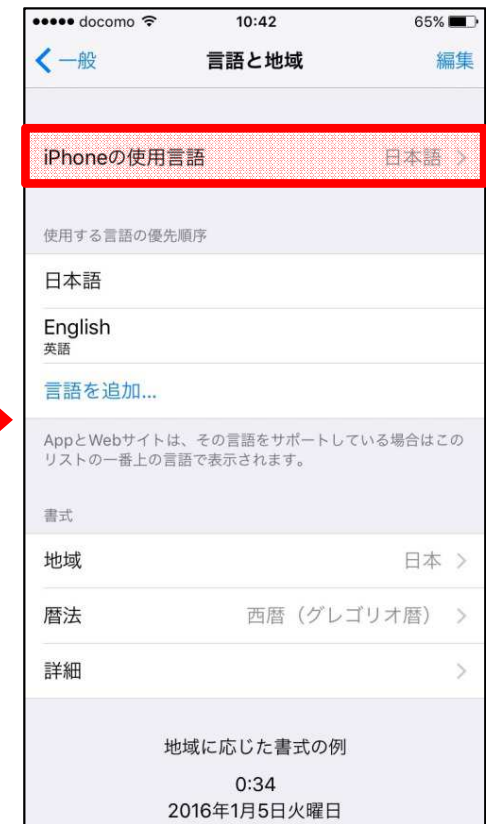 docomo 10:42 65%
一般 言語と地域 編集
iPhoneの使用言語 日本語
使用する言語の優先順序
日本語
English
英語
言語を追加...
AppとWebサイトは、その言語をサポートしている場合はこの
リストの一番上の言語で表示されます。
書式
地域 日本
暦法 西暦（グレゴリオ暦）
詳細
地域に応じた書式の例
0:34
2016年1月5日火曜日